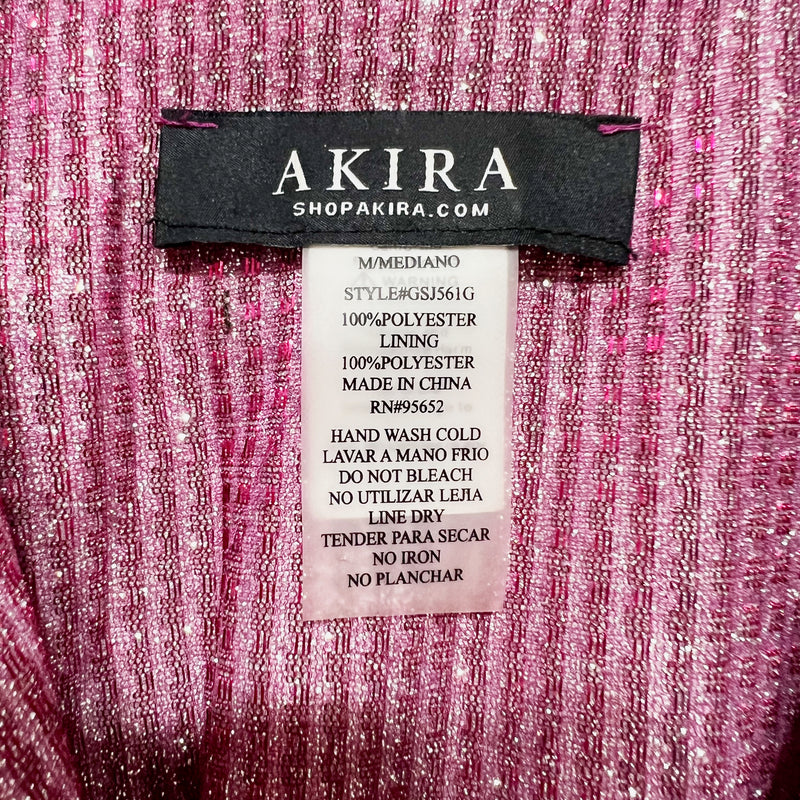 AKIRA
SHOPAKIRA.COM
M/MEDIANO
WARNING
STYLE#GSJ561G
100%POLYESTER
LINING
100%POLYESTER
MADE IN CHINA
RN#95652
HAND WASH COLD
LAVAR A MANO FRIO
DO NOT BLEACH
NO UTILIZAR LEJIA
LINE DRY
TENDER PARA SECAR
NO IRON
NO PLANCHAR